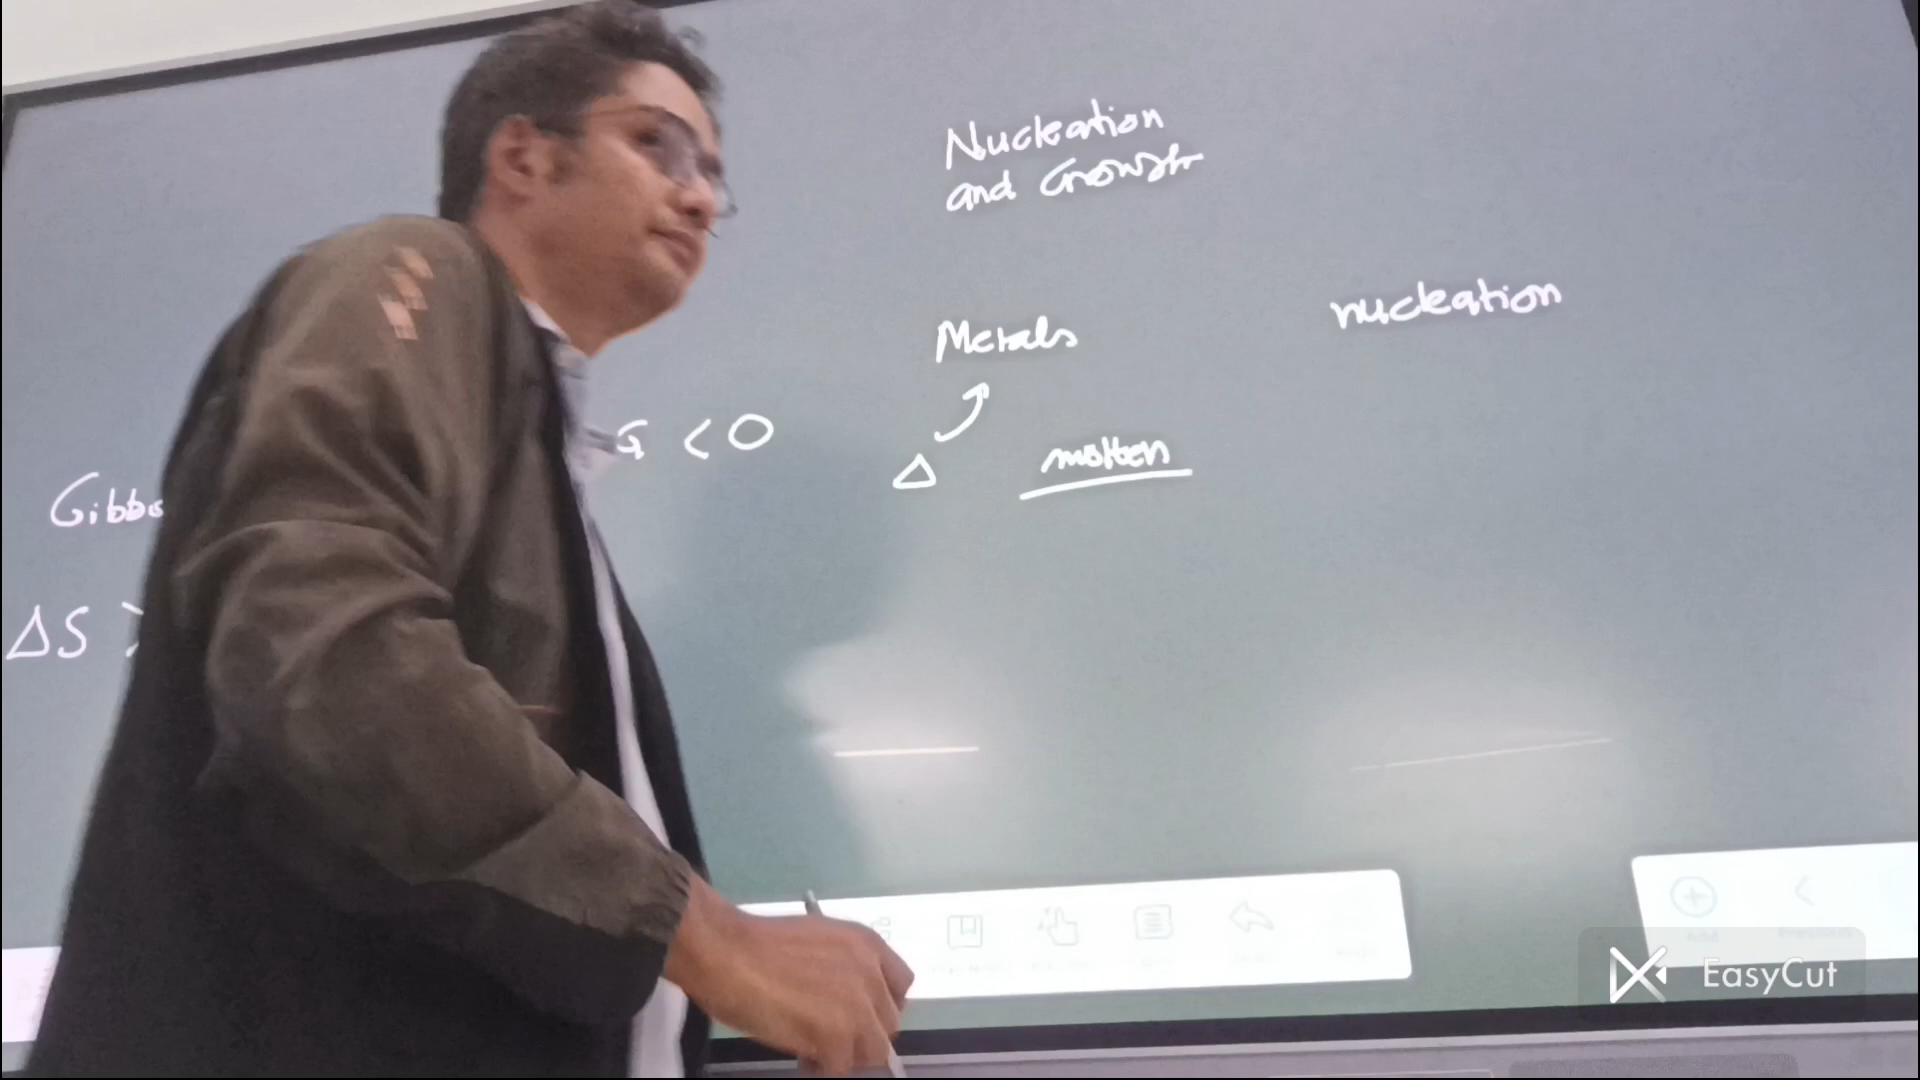 Nucleation
and Growth
Metals
nucleation
G < 0
Δ
molten
Gibbs
ΔS >
EasyCut